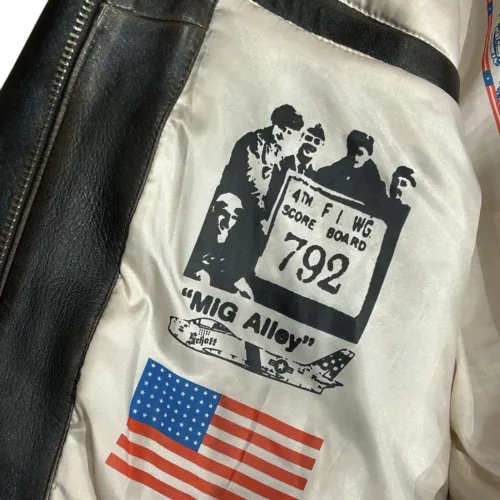 4TH F. I. WG.
SCORE BOARD
792
"MIG Alley"
Schott